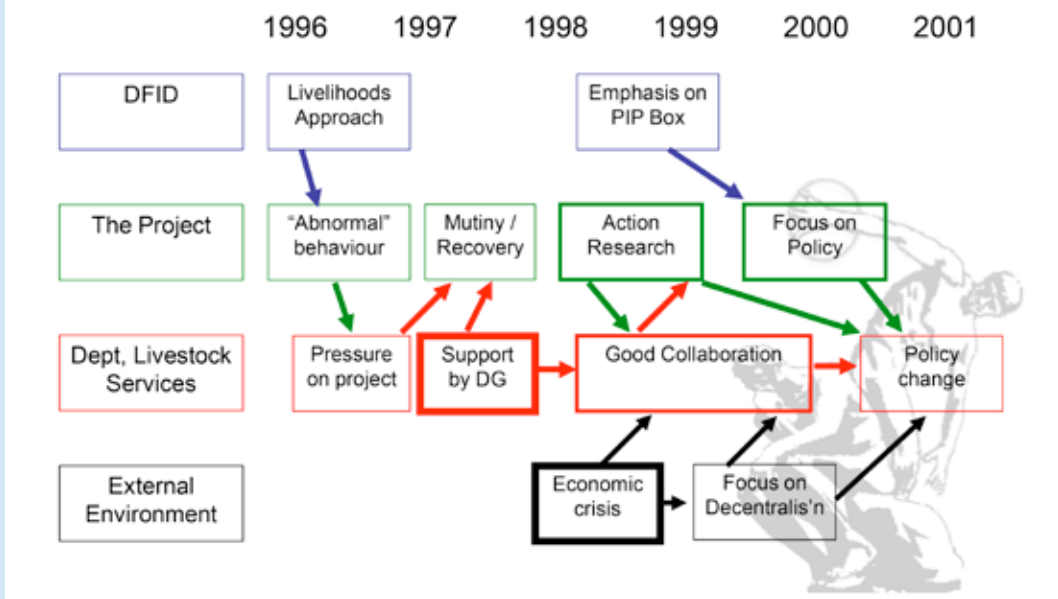 1996 1997 1998 1999 2000 2001
DFID
Livelihoods
Approach
Emphasis on
PIP Box
The Project
“Abnormal”
behaviour
Mutiny /
Recovery
Action
Research
Focus on
Policy
Dept, Livestock
Services
Pressure
on project
Support
by DG
Good Collaboration
Policy
change
External
Environment
Economic
crisis
Focus on
Decentralis’n